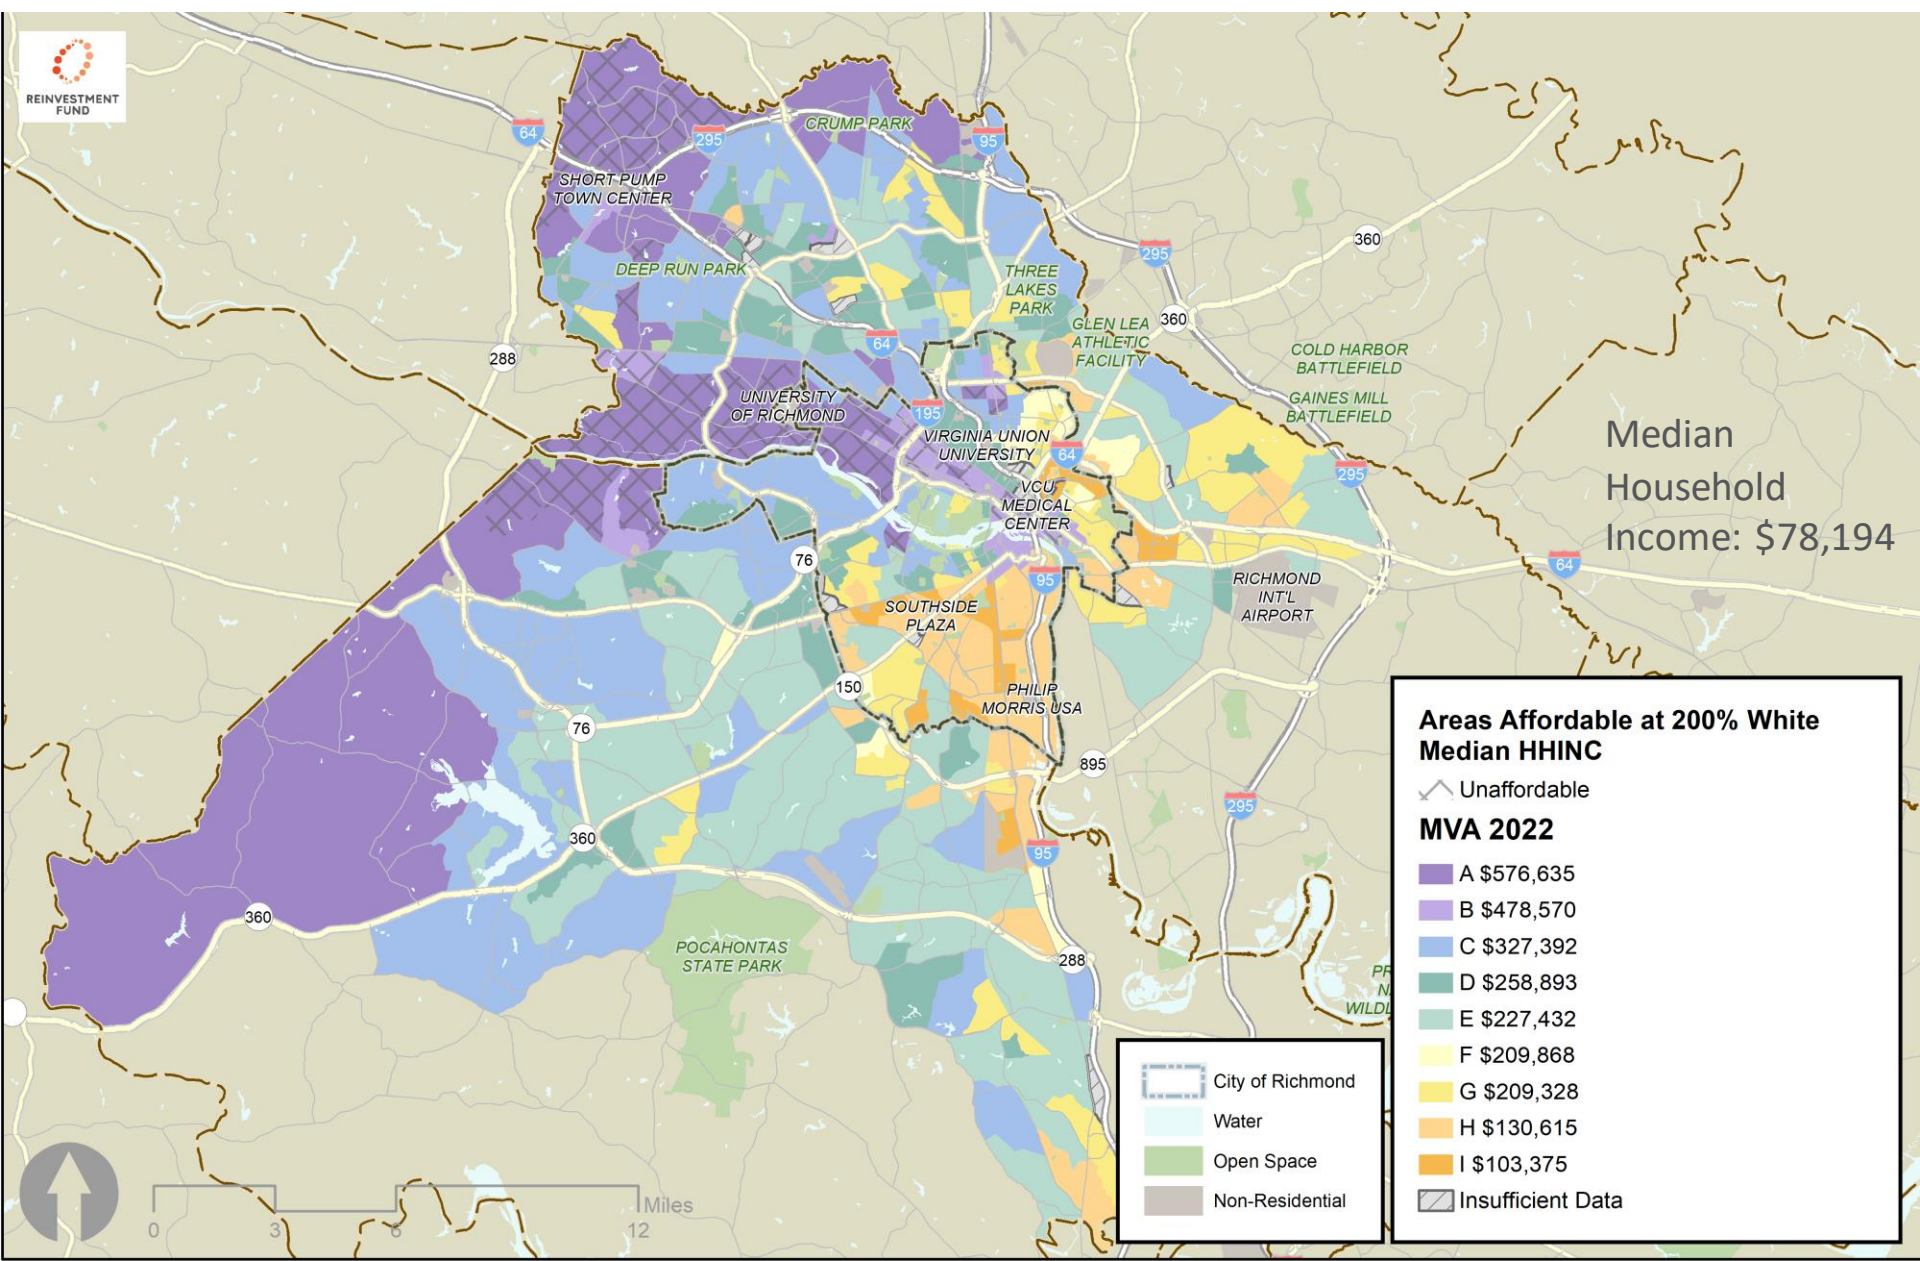 REINVESTMENT
FUND
64
295
CRUMP PARK
95
SHORT PUMP
TOWN CENTER
360
295
DEEP RUN PARK
THREE
LAKES
PARK
360
GLEN LEA
ATHLETIC
FACILITY
64
288
COLD HARBOR
BATTLEFIELD
UNIVERSITY
OF RICHMOND
195
GAINES MILL
BATTLEFIELD
VIRGINIA UNION
UNIVERSITY
64
295
Median
Household
Income: $78,194
VCU
MEDICAL
CENTER
76
64
95
RICHMOND
INT'L
AIRPORT
SOUTHSIDE
PLAZA
150
PHILIP
MORRIS USA
76
895
295
360
95
360
POCAHONTAS
STATE PARK
288
PR
N
WILDL
Areas Affordable at 200% White
Median HHINC
Unaffordable
MVA 2022
A $576,635
B $478,570
C $327,392
D $258,893
E $227,432
F $209,868
G $209,328
H $130,615
I $103,375
Insufficient Data
City of Richmond
Water
Open Space
Non-Residential
Miles
0 3 6 12